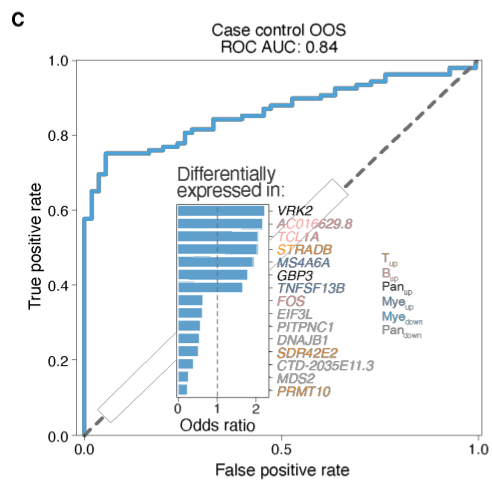 C
Case control OOS
ROC AUC: 0.84
1.0
0.8
0.6
0.4
0.2
0.0
True positive rate
Differentially
expressed in:
VRK2
AC016629.8
TCL1A
STRADB
MS4A6A
GBP3
TNFSF13B
FOS
EIF3L
PITPNC1
DNAJB1
SDR42E2
CTD-2035E11.3
MDS2
PRMT10
T up
B up
Pan up
Mye up
Mye down
Pan down
0 1 2
Odds ratio
0.0 0.5 1.0
False positive rate